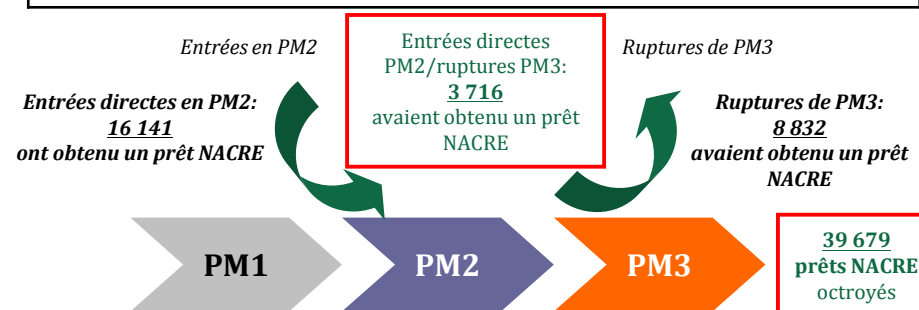 Entrées en PM2
Entrées directes
PM2/ruptures PM3:
3 716
avaient obtenu un prêt
NACRE
Ruptures de PM3
Entrées directes en PM2:
16 141
ont obtenu un prêt NACRE
Ruptures de PM3:
8 832
avaient obtenu un prêt
NACRE
PM1
PM2
PM3
39 679
prêts NACRE
octroyés